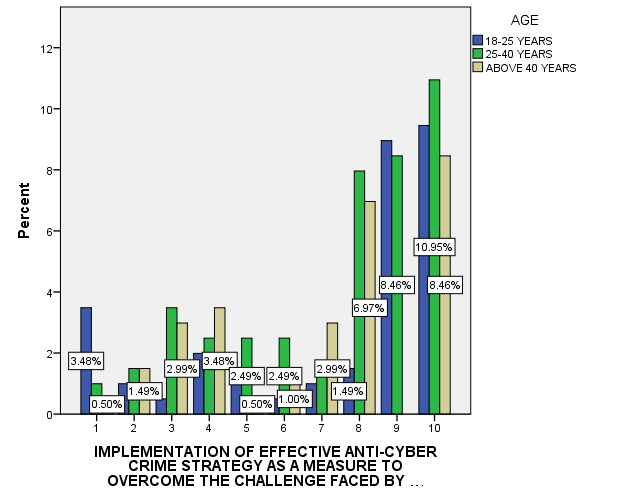 AGE
18-25 YEARS
25-40 YEARS
ABOVE 40 YEARS
Percent
12
10
8
6
4
2
0
10.95%
8.46%
8.46%
6.97%
3.48%
3.48%
2.99%
2.99%
2.49%
2.49%
1.49%
1.49%
1.00%
0.50%
0.50%
1 2 3 4 5 6 7 8 9 10
IMPLEMENTATION OF EFFECTIVE ANTI-CYBER
CRIME STRATEGY AS A MEASURE TO
OVERCOME THE CHALLENGE FACED BY ...